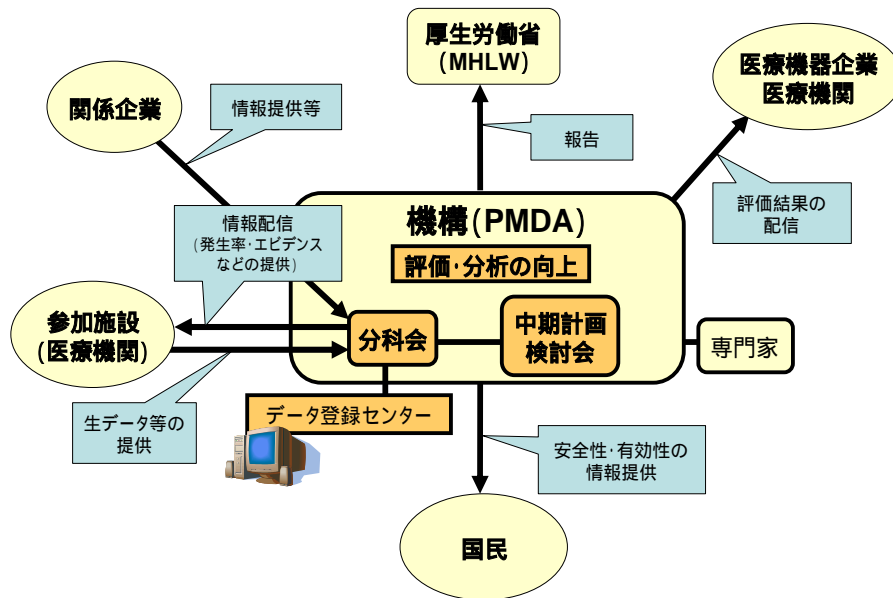 厚生労働省
(MHLW)
医療機器企業
医療機関
関係企業
情報提供等
報告
評価結果の
配信
機構(PMDA)
情報配信
(発生率・エビデンス
などの提供)
評価・分析の向上
参加施設
(医療機関)
分科会
中期計画
検討会
専門家
生データ等の
提供
データ登録センター
安全性・有効性の
情報提供
国民